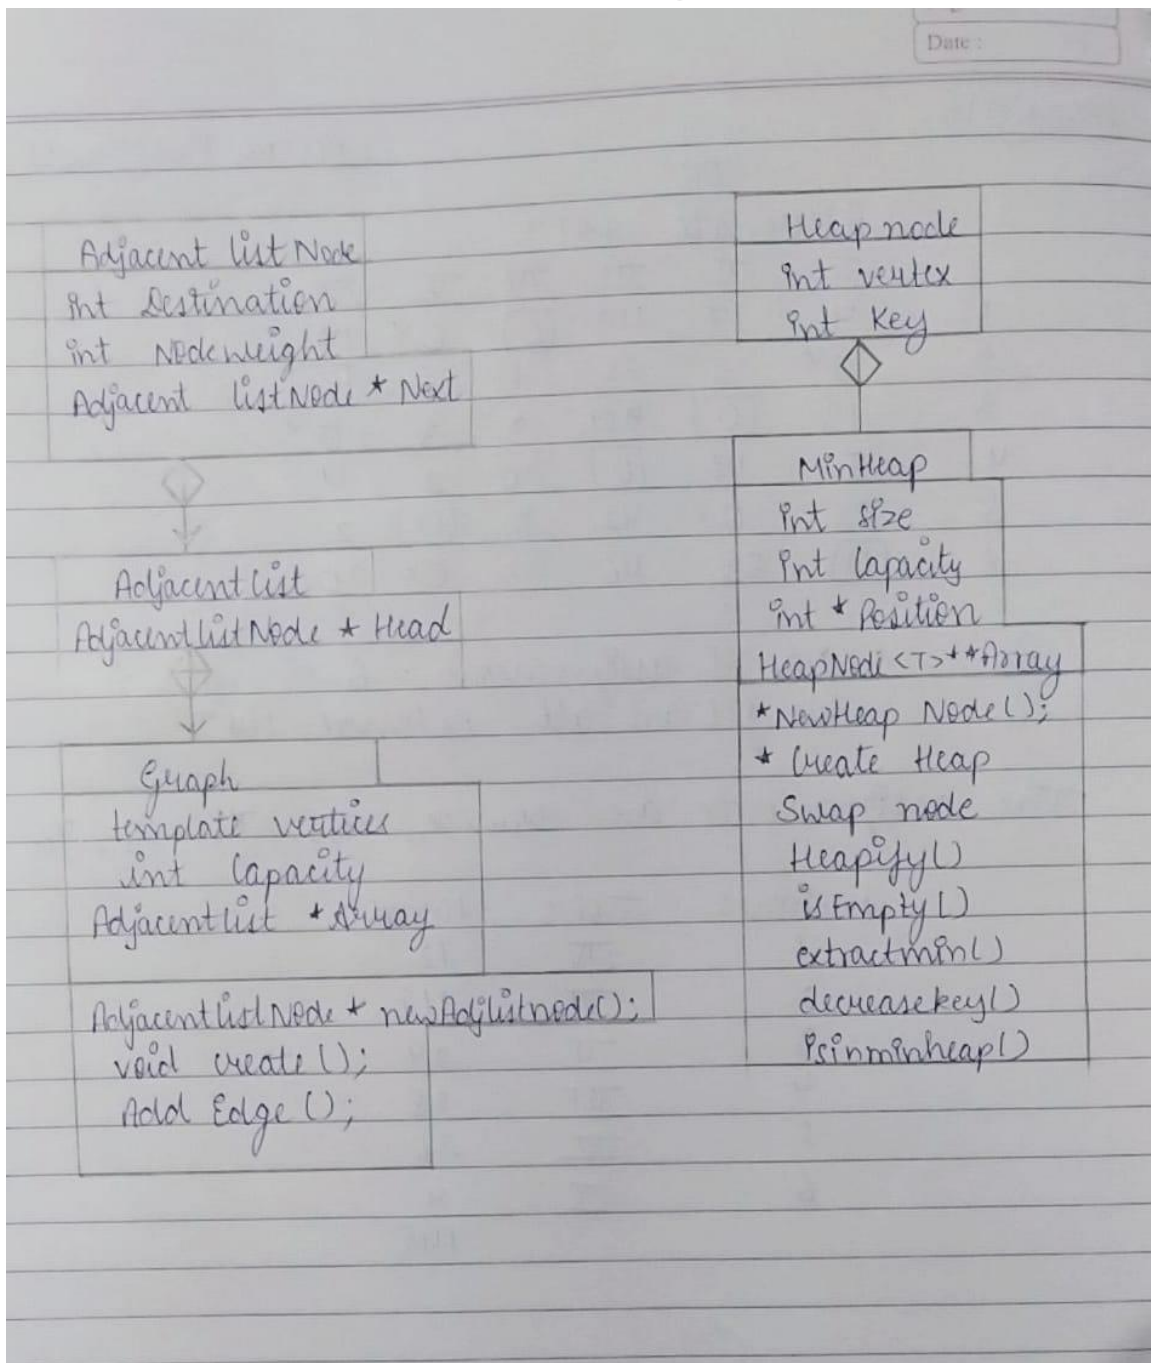 Date :
Adjacent list Node
int Destination
int Nodeweight
Adjacent listNode * Next
Adjacent list
AdjacentlistNode * Head
Graph
template vertices
int Capacity
Adjacentlist * Array
AdjacentlistNode * newAdjlistnode();
void create();
Add Edge();
Heap node
int vertex
int Key
MinHeap
int size
int Capacity
int * Position
HeapNode <T>**Array
*NewHeap Node();
* Create Heap
Swap node
Heapify()
isEmpty()
extractmin()
decreasekey()
isinminheap()